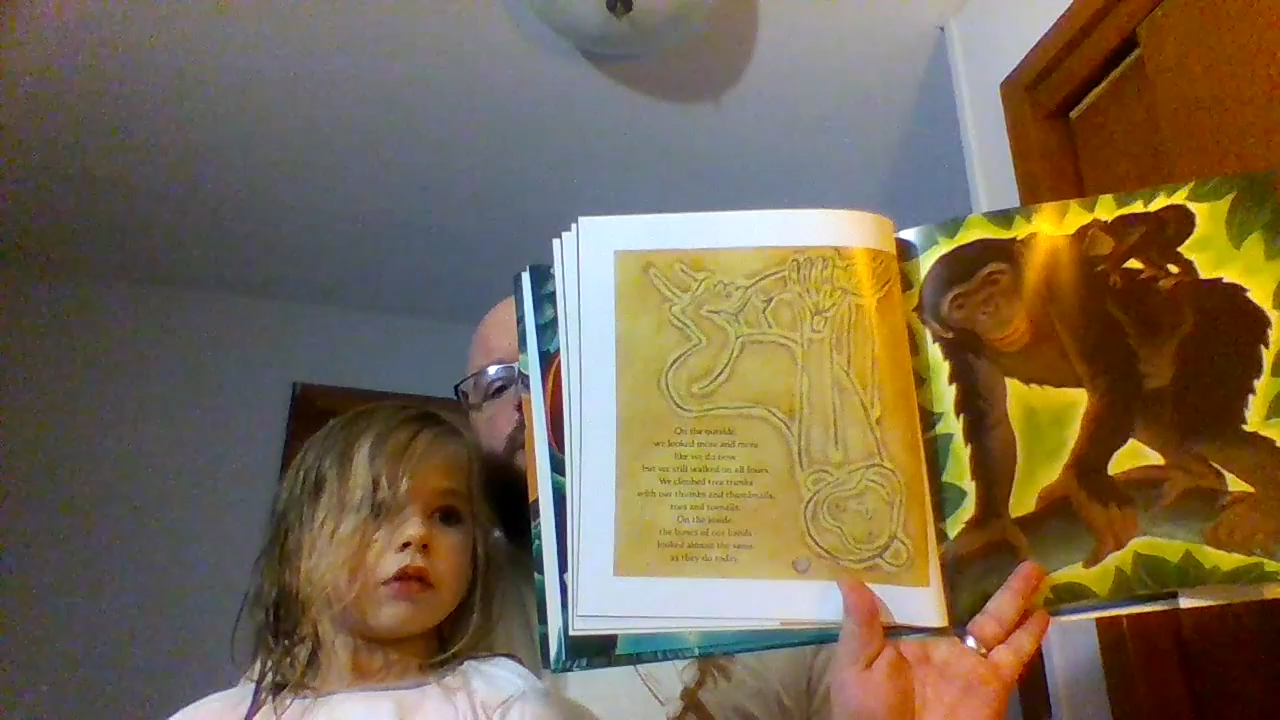 On the outside,
we looked more and more
like we do now
but we still walked on all fours.
We climbed tree trunks
with our thumbs and thumbnails,
toes and toenails.
On the inside,
the bones of our hands
looked almost the same
as they do today.